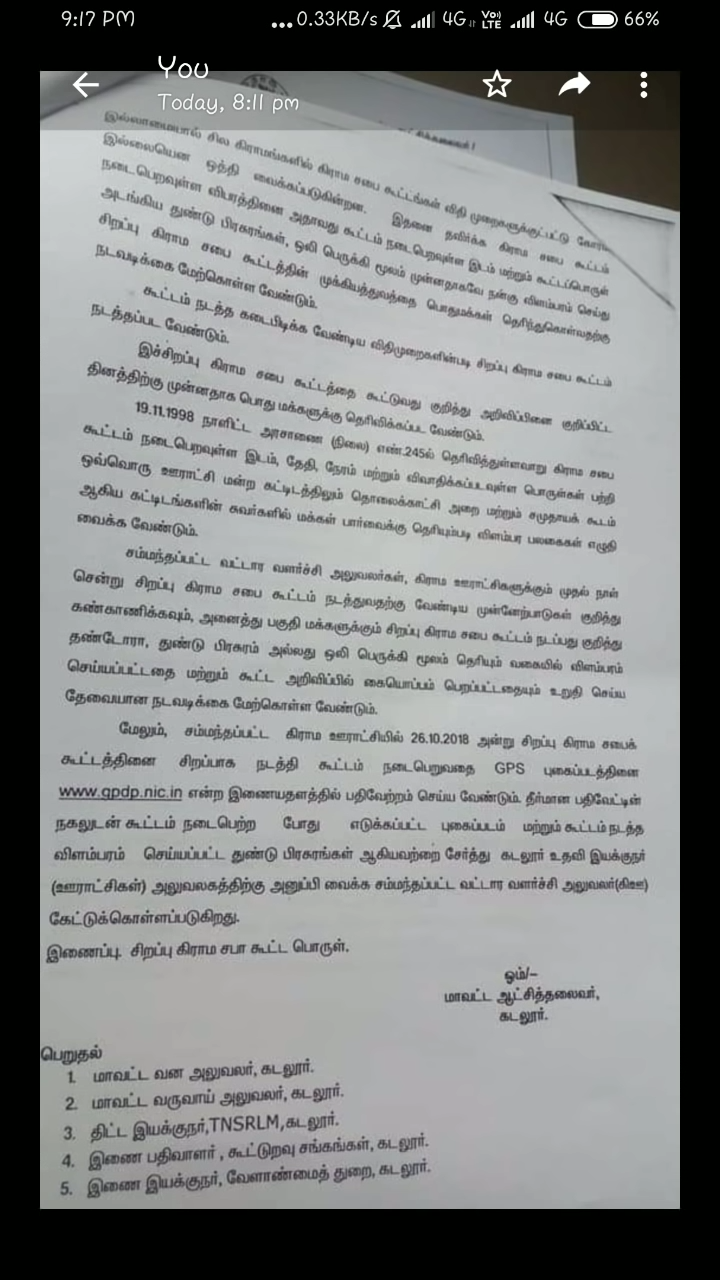 9:17 PM
...0.33KB/s 4G VoLTE 4G 66%
You
Today, 8:11 pm
இல்லாமையால் சில கிராமங்களில் கிராம சபை கூட்டங்கள் விதி முறைகளுக்குட்பட்டு கோரம்
இல்லையென ஒத்தி வைக்கப்படுகின்றன. இதனை தவிர்க்க கிராம சபை கூட்டம்
நடைபெறவுள்ள விபரத்தினை அதாவது கூட்டம் நடைபெறவுள்ள இடம் மற்றும் கூட்டப்பொருள்
அடங்கிய துண்டு பிரசுரங்கள், ஒலி பெருக்கி மூலம் முன்னதாகவே நன்கு விளம்பரம் செய்து
சிறப்பு கிராம சபை கூட்டத்தின் முக்கியத்துவத்தை பொதுமக்கள் தெரிந்துகொள்வதற்கு
நடவடிக்கை மேற்கொள்ள வேண்டும்.
கூட்டம் நடத்த கடைபிடிக்க வேண்டிய விதிமுறைகளின்படி சிறப்பு கிராம சபை கூட்டம்
நடத்தப்பட வேண்டும்.
இச்சிறப்பு கிராம சபை கூட்டத்தை கூட்டுவது குறித்து அறிவிப்பினை குறிப்பிட்ட
தினத்திற்கு முன்னதாக பொது மக்களுக்கு தெரிவிக்கப்பட வேண்டும்.
19.11.1998 நாளிட்ட அரசாணை (நிலை) எண்.245ல் தெரிவித்துள்ளவாறு கிராம சபை
கூட்டம் நடைபெறவுள்ள இடம், தேதி, நேரம் மற்றும் விவாதிக்கப்படவுள்ள பொருள்கள் பற்றி
ஒவ்வொரு ஊராட்சி மன்ற கட்டிடத்திலும் தொலைக்காட்சி அறை மற்றும் சமுதாயக் கூடம்
ஆகிய கட்டிடங்களின் சுவர்களில் மக்கள் பார்வைக்கு தெரியும்படி விளம்பர பலகைகள் எழுதி
வைக்க வேண்டும்.
சம்மந்தப்பட்ட வட்டார வளர்ச்சி அலுவலர்கள், கிராம ஊராட்சிகளுக்கும் முதல் நாள்
சென்று சிறப்பு கிராம சபை கூட்டம் நடத்துவதற்கு வேண்டிய முன்னேற்பாடுகள் குறித்து
கண்காணிக்கவும், அனைத்து பகுதி மக்களுக்கும் சிறப்பு கிராம சபை கூட்டம் நடப்பது குறித்து
தண்டோரா, துண்டு பிரசுரம் அல்லது ஒலி பெருக்கி மூலம் தெரியும் வகையில் விளம்பரம்
செய்யப்பட்டதை மற்றும் கூட்ட அறிவிப்பில் கையொப்பம் பெறப்பட்டதையும் உறுதி செய்ய
தேவையான நடவடிக்கை மேற்கொள்ள வேண்டும்.
மேலும், சம்மந்தப்பட்ட கிராம ஊராட்சியில் 26.10.2018 அன்று சிறப்பு கிராம சபைக்
கூட்டத்தினை சிறப்பாக நடத்தி கூட்டம் நடைபெறுவதை GPS புகைப்படத்தினை
www.gpdp.nic.in என்ற இணையதளத்தில் பதிவேற்றம் செய்ய வேண்டும். தீர்மான பதிவேட்டின்
நகலுடன் கூட்டம் நடைபெற்ற போது எடுக்கப்பட்ட புகைப்படம் மற்றும் கூட்டம் நடத்த
விளம்பரம் செய்யப்பட்ட துண்டு பிரசுரங்கள் ஆகியவற்றை சேர்த்து கடலூர் உதவி இயக்குநர்
(ஊராட்சிகள்) அலுவலகத்திற்கு அனுப்பி வைக்க சம்மந்தப்பட்ட வட்டார வளர்ச்சி அலுவலர்(கிஊ)
கேட்டுக்கொள்ளப்படுகிறது.
இணைப்பு. சிறப்பு கிராம சபா கூட்ட பொருள்.
ஒம்/-
மாவட்ட ஆட்சித்தலைவர்,
கடலூர்.
பெறுதல்
1. மாவட்ட வன அலுவலர், கடலூர்.
2. மாவட்ட வருவாய் அலுவலர், கடலூர்.
3. திட்ட இயக்குநர்,TNSRLM,கடலூர்.
4. இணை பதிவாளர் , கூட்டுறவு சங்கங்கள், கடலூர்.
5. இணை இயக்குநர், வேளாண்மைத் துறை, கடலூர்.